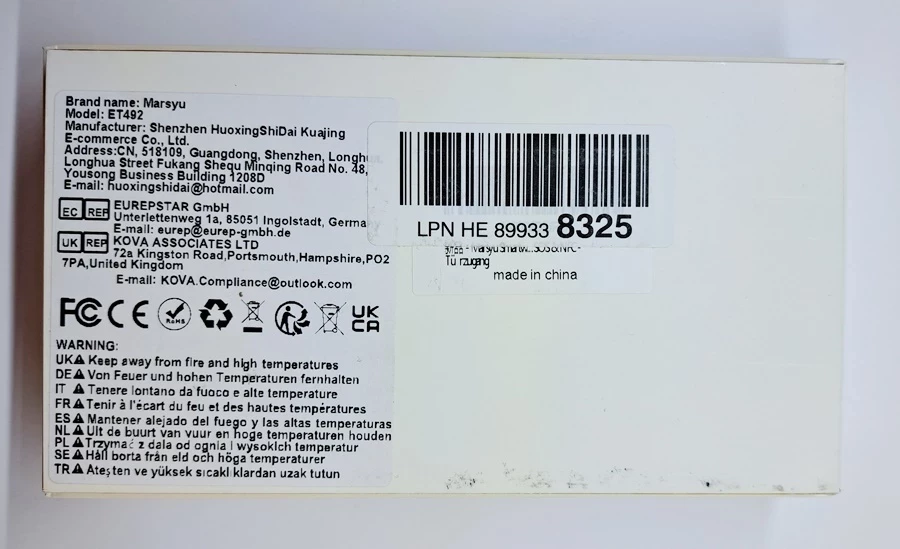 Brand name: Marsyu
Model: ET492
Manufacturer: Shenzhen HuoxingShiDai Kuajing
E-commerce Co., Ltd.
Address:CN, 518109, Guangdong, Shenzhen, Longhu
Longhua Street Fukang Shequ Minqing Road No. 48,
Yousong Business Building 1208D
E-mail: huoxingshidai@hotmail.com
EC REP
EUREPSTAR GmbH
Unterlettenweg 1a, 85051 Ingolstadt, Germa
E-mail: eurep@eurep-gmbh.de
UK REP
KOVA ASSOCIATES LTD
72a Kingston Road,Portsmouth,Hampshire,PO2
7PA,United Kingdom
E-mail: KOVA.Compliance@outlook.com
FC CE RoHS UK CA
WARNING:
UK Keep away from fire and high temperatures
DE Von Feuer und hohen Temperaturen fernhalten
IT Tenere lontano da fuoco e alte temperature
FR Tenir à l'écart du feu et des hautes températures
ES Mantener alejado del fuego y las altas temperaturas
NL Uit de buurt van vuur en hoge temperaturen houden
PL Trzymać z dala od ognia i wysokich temperatur
SE Håll borta från eld och höga temperaturer
TR Ateşten ve yüksek sıcaklıklardan uzak tutun
LPN HE 89933 8325
made in china